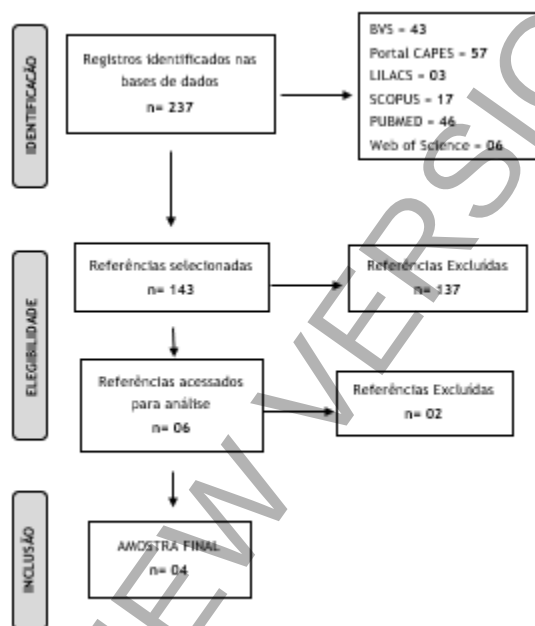 IDENTIFICAÇÃO
Registros identificados nas
bases de dados
n= 237
BVS - 43
Portal CAPES - 57
LILACS - 03
SCOPUS - 17
PUBMED - 46
Web of Science - 06
ELEGIBILIDADE
Referências selecionadas
n= 143
Referências Excluídas
n= 137
Referências acessados
para análise
n= 06
Referências Excluídas
n= 02
INCLUSÃO
AMOSTRA FINAL
n= 04
EW VERSIO